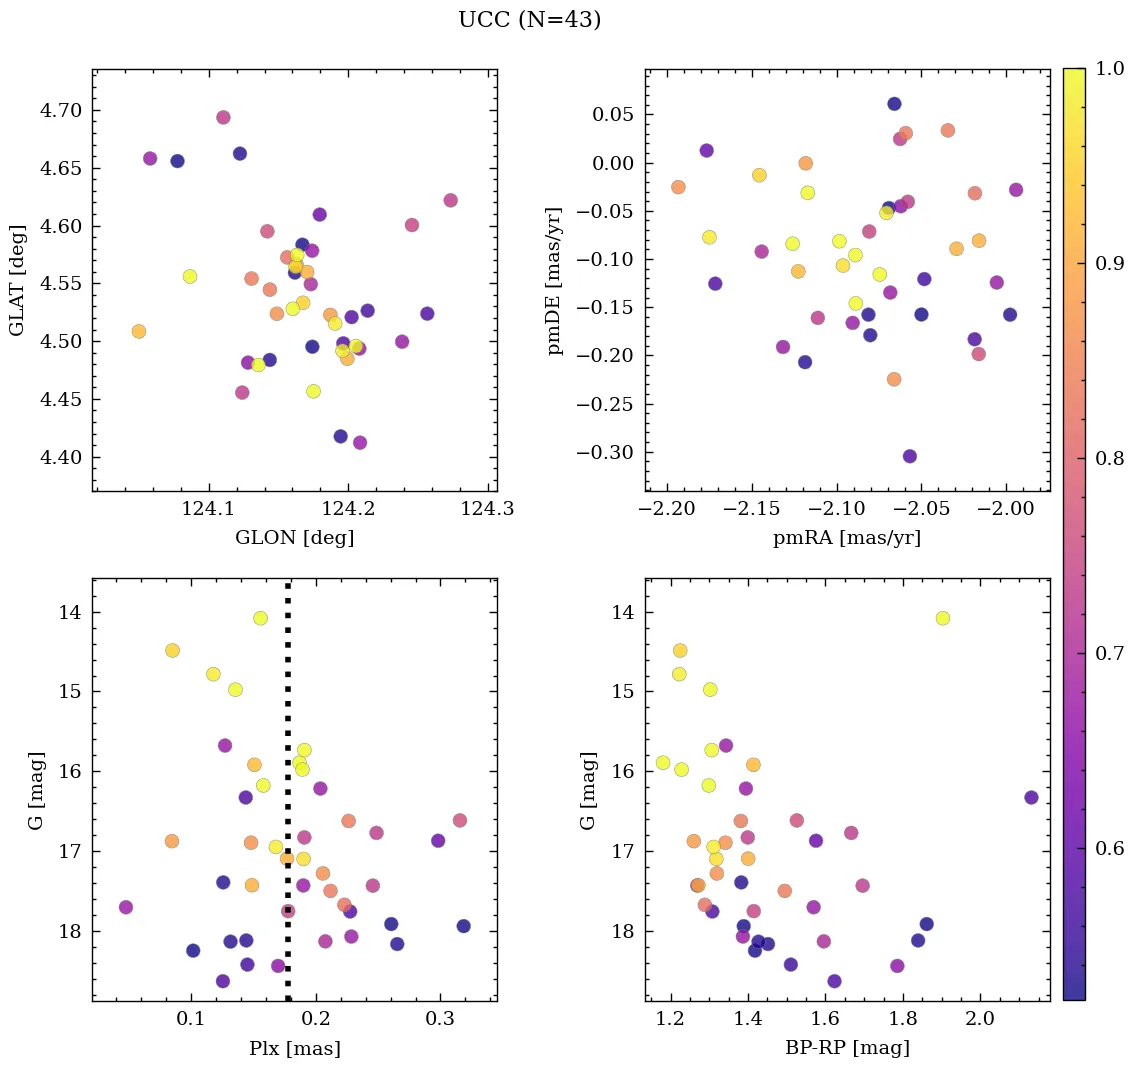 UCC (N=43)
4.70
4.65
4.60
4.55
4.50
4.45
4.40
GLAT [deg]
124.1 124.2 124.3
GLON [deg]
0.05
0.00
−0.05
−0.10
−0.15
−0.20
−0.25
−0.30
pmDE [mas/yr]
−2.20 −2.15 −2.10 −2.05 −2.00
pmRA [mas/yr]
1.0
0.9
0.8
0.7
0.6
14
15
16
17
18
G [mag]
0.1 0.2 0.3
Plx [mas]
14
15
16
17
18
G [mag]
1.2 1.4 1.6 1.8 2.0
BP-RP [mag]